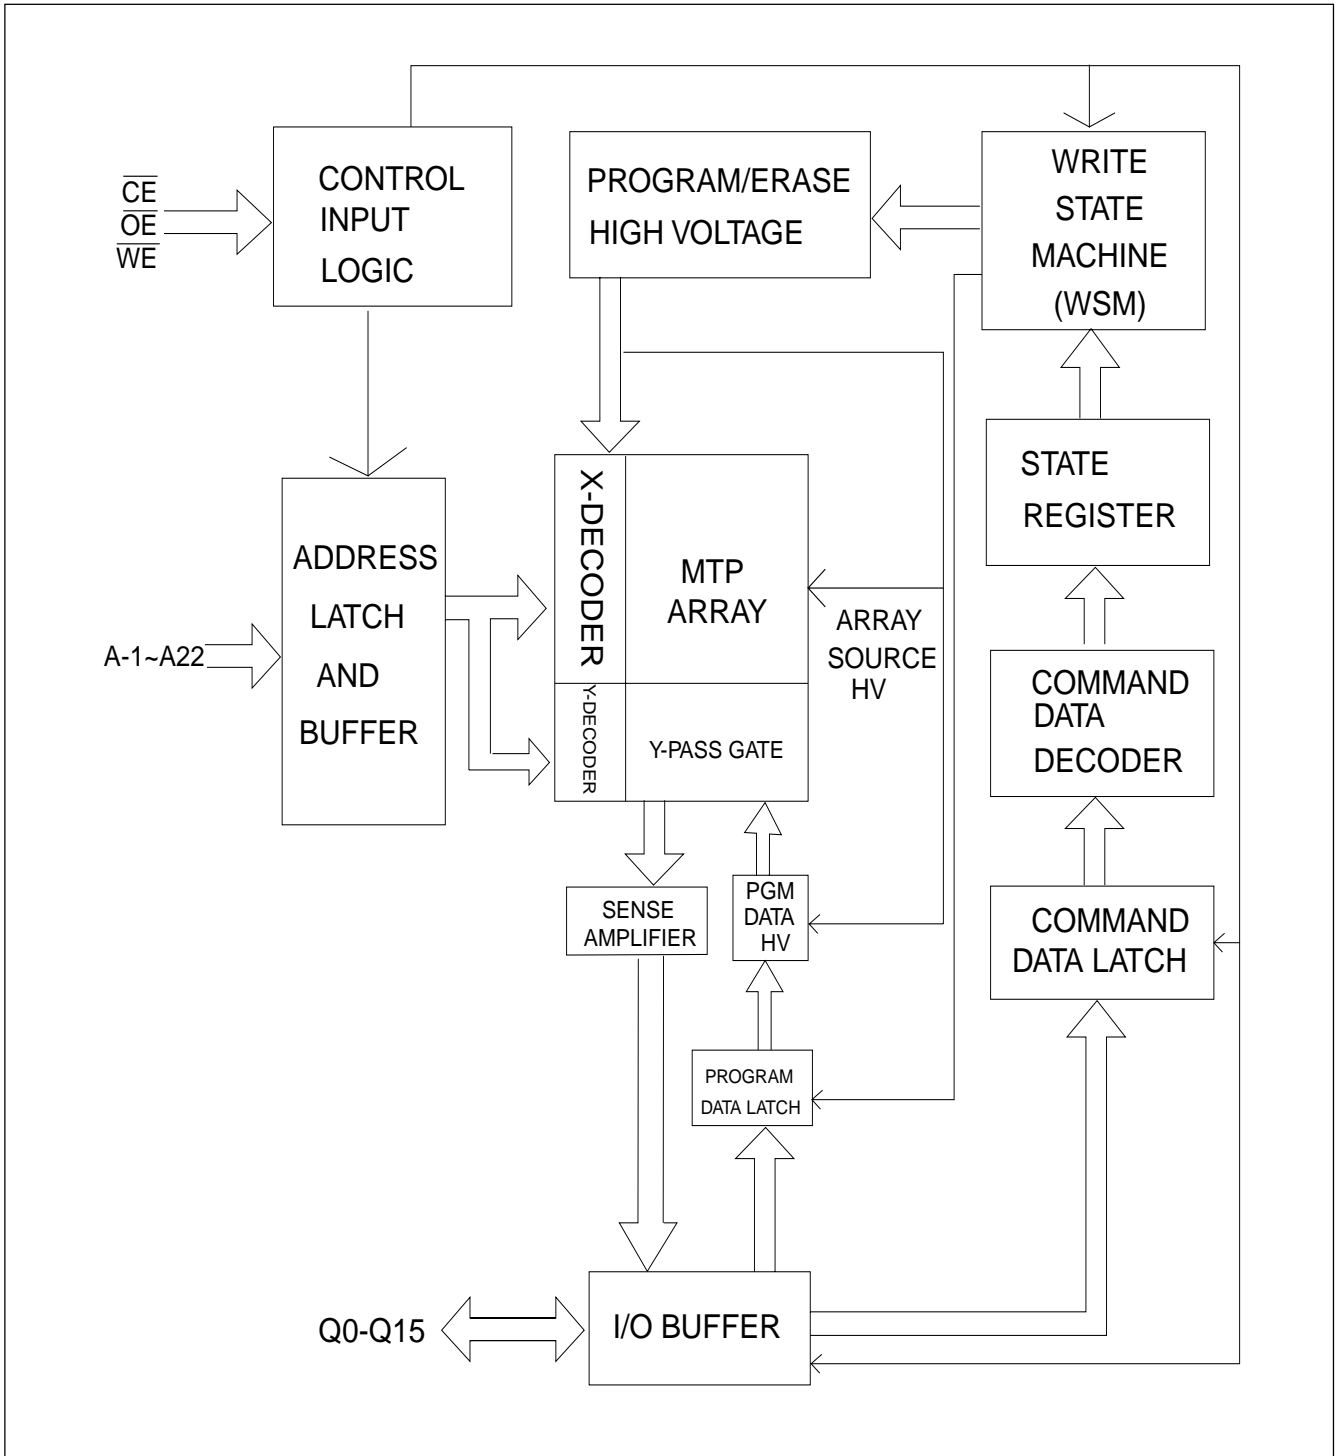 CE
OE
WE
CONTROL
INPUT
LOGIC
PROGRAM/ERASE
HIGH VOLTAGE
WRITE
STATE
MACHINE
(WSM)
STATE
REGISTER
ADDRESS
LATCH
AND
BUFFER
A-1~A22
X-DECODER
MTP
ARRAY
ARRAY
SOURCE
HV
Y-DECODER
Y-PASS GATE
COMMAND
DATA
DECODER
SENSE
AMPLIFIER
PGM
DATA
HV
COMMAND
DATA LATCH
PROGRAM
DATA LATCH
Q0-Q15
I/O BUFFER